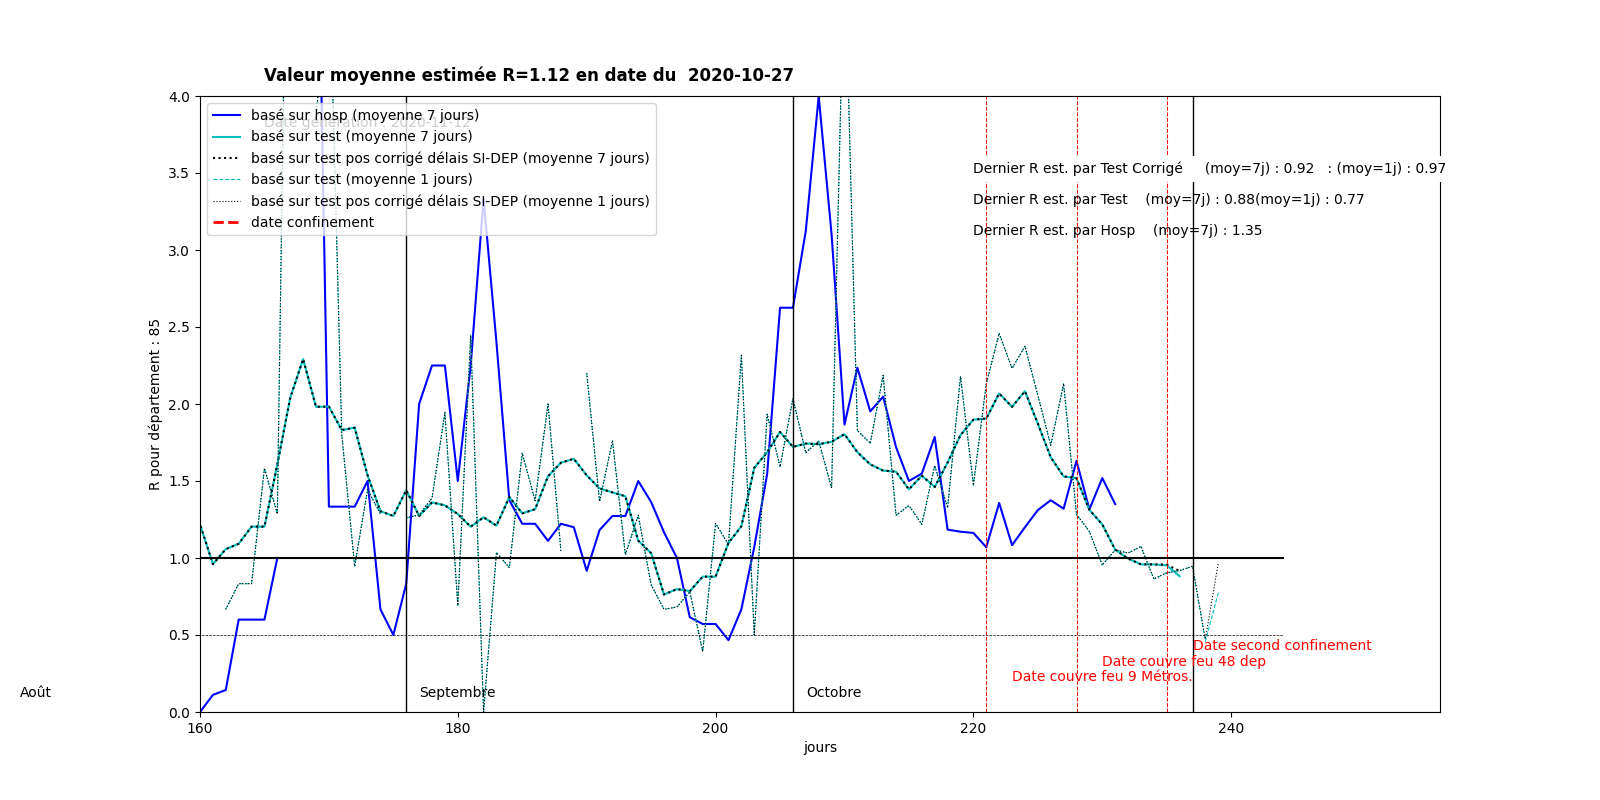 Valeur moyenne estimée R=1.12 en date du  2020-10-27
Date génération : 2020-11-12
basé sur hosp (moyenne 7 jours)
basé sur test (moyenne 7 jours)
basé sur test pos corrigé délais SI-DEP (moyenne 7 jours)
basé sur test (moyenne 1 jours)
basé sur test pos corrigé délais SI-DEP (moyenne 1 jours)
date confinement
Dernier R est. par Test Corrigé     (moy=7j) : 0.92   : (moy=1j) : 0.97
Dernier R est. par Test    (moy=7j) : 0.88(moy=1j) : 0.77
Dernier R est. par Hosp    (moy=7j) : 1.35
4.0
3.5
3.0
2.5
2.0
1.5
1.0
0.5
0.0
R pour département : 85
Date second confinement
Date couvre feu 48 dep
Date couvre feu 9 Métros.
Août
Septembre
Octobre
160
180
200
220
240
jours